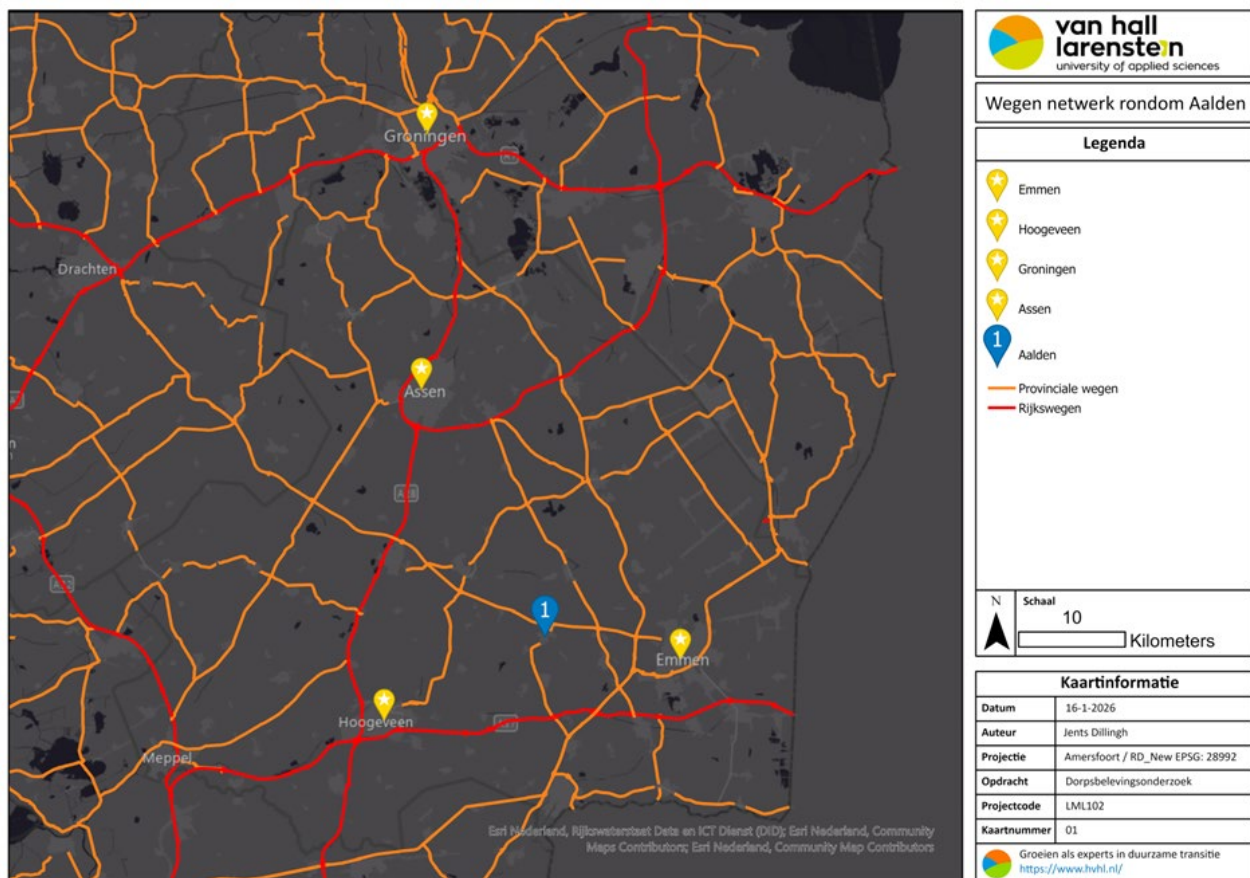 Groningen
A7
Drachten
Assen
A28
A32
1
Emmen
Hoogeveen
A37
Meppel
Esri Nederland, Rijkswaterstaat Data en ICT Dienst (DID); Esri Nederland, Community
Maps Contributors; Esri Nederland, Community Map Contributors
van hall
larenstein
university of applied sciences
Wegen netwerk rondom Aalden
Legenda
Emmen
Hoogeveen
Groningen
Assen
1
Aalden
Provinciale wegen
Rijkswegen
N
Schaal
10
Kilometers
Kaartinformatie
Datum 16-1-2026
Auteur Jents Dillingh
Projectie Amersfoort / RD_New EPSG: 28992
Opdracht Dorpsbelevingsonderzoek
Projectcode LML102
Kaartnummer 01
Groeien als experts in duurzame transitie
https://www.hvhl.nl/